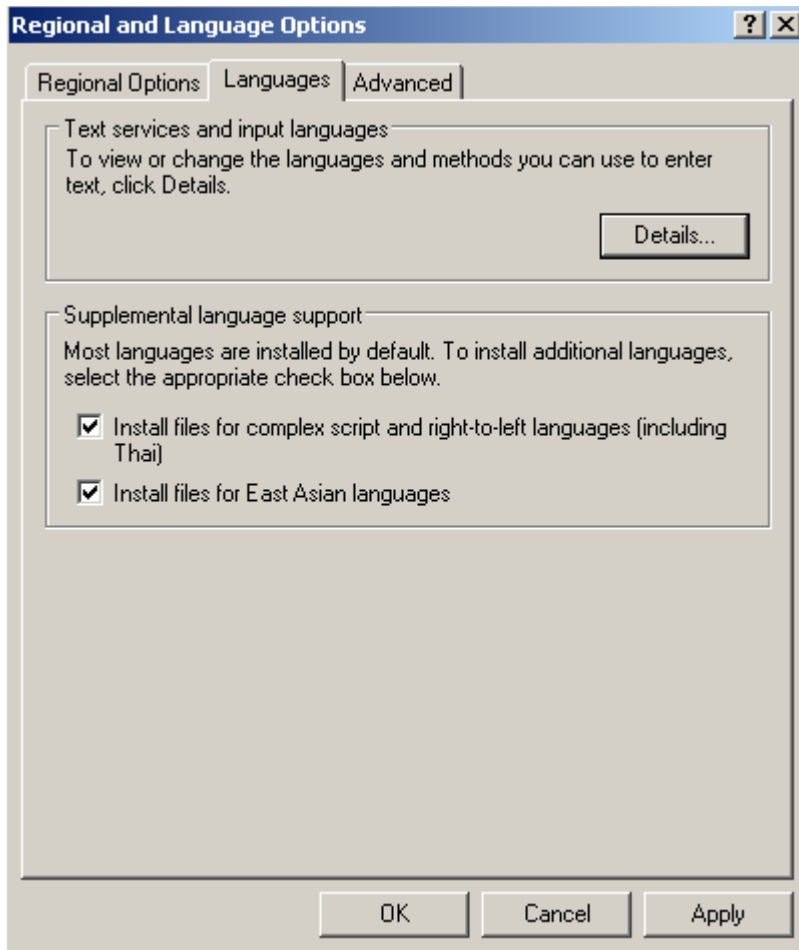 Regional and Language Options
Regional Options Languages Advanced
Text services and input languages
To view or change the languages and methods you can use to enter
text, click Details.
Details...
Supplemental language support
Most languages are installed by default. To install additional languages,
select the appropriate check box below.
Install files for complex script and right-to-left languages (including
Thai)
Install files for East Asian languages
OK Cancel Apply